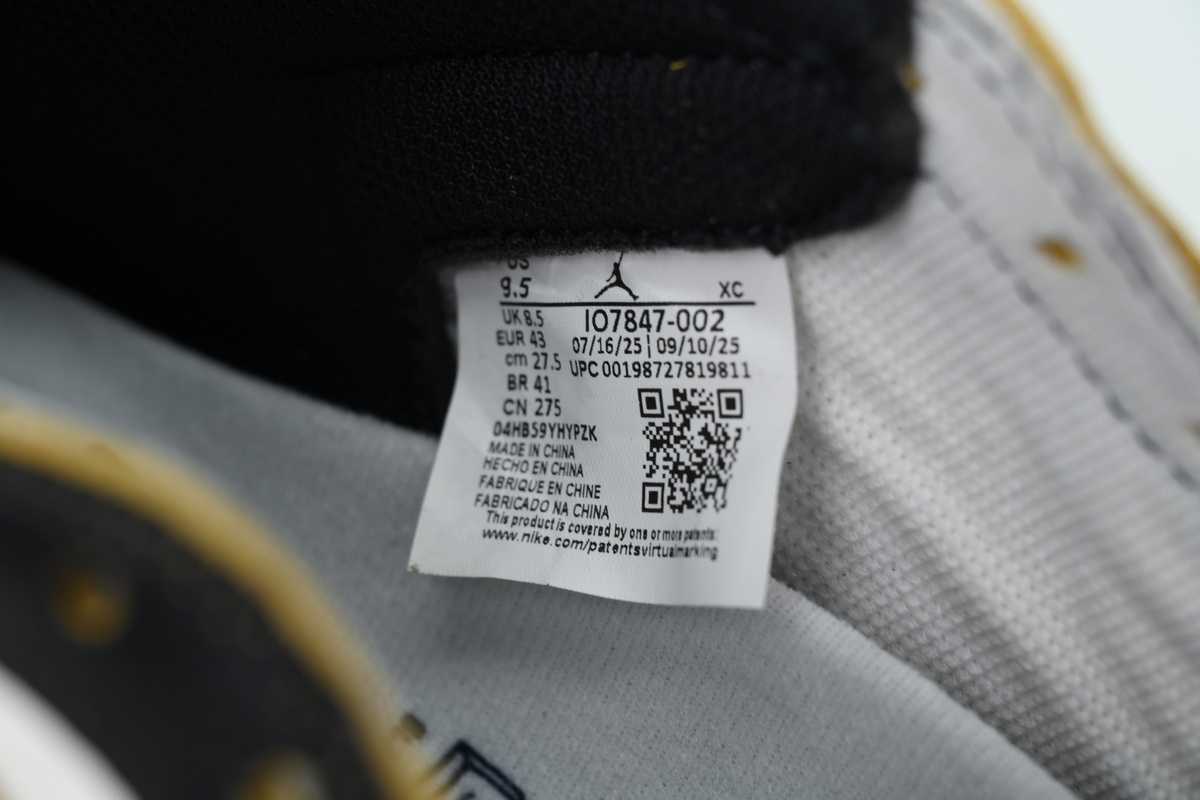 US
9.5 XC
UK 8.5 IO7847-002
EUR 43 07/16/25 | 09/10/25
cm 27.5 UPC 00198727819811
BR 41
CN 275
04HB59YHYPZK
MADE IN CHINA
HECHO EN CHINA
FABRIQUE EN CHINE
FABRICADO NA CHINA
This product is covered by one or more patents:
www.nike.com/patentsvirtualmarking